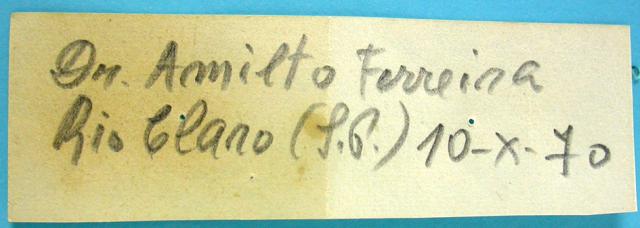 Dr. Amilto Ferreira
Rio Claro (S.P.) 10-X-70